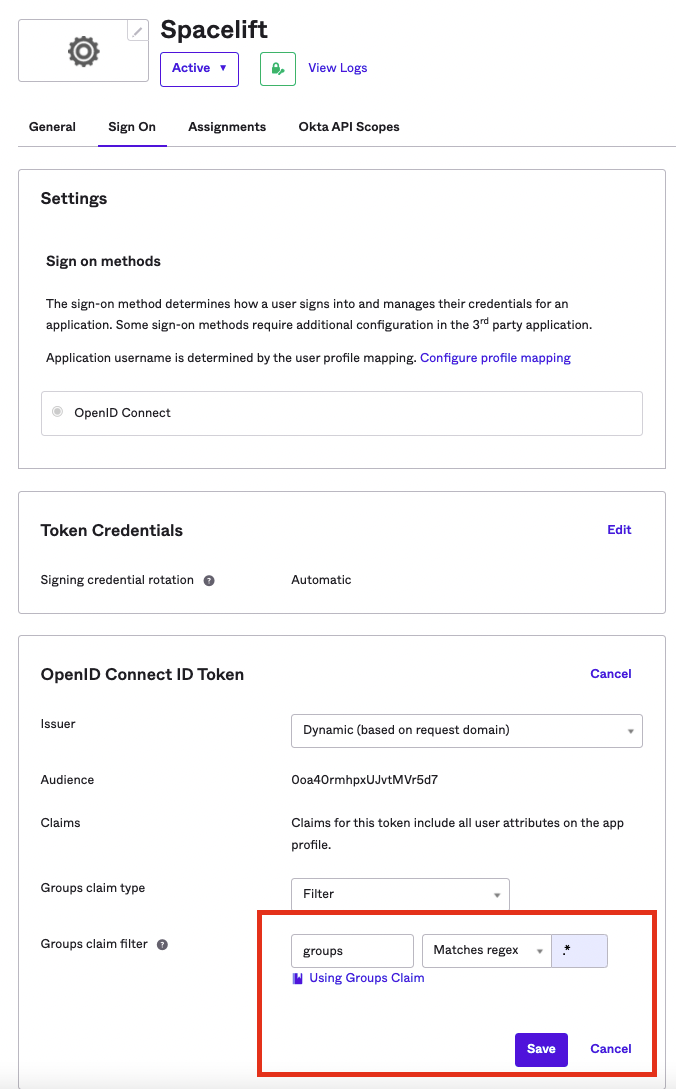 Spacelift
Active ▼
View Logs
General Sign On Assignments Okta API Scopes
Settings
Sign on methods
The sign-on method determines how a user signs into and manages their credentials for an
application. Some sign-on methods require additional configuration in the 3rd party application.
Application username is determined by the user profile mapping. Configure profile mapping
OpenID Connect
Token Credentials Edit
Signing credential rotation ? Automatic
OpenID Connect ID Token Cancel
Issuer Dynamic (based on request domain)
Audience 0oa40rmhpxUJvtMVr5d7
Claims Claims for this token include all user attributes on the app
profile.
Groups claim type Filter
Groups claim filter ? groups Matches regex .*
Using Groups Claim
Save Cancel